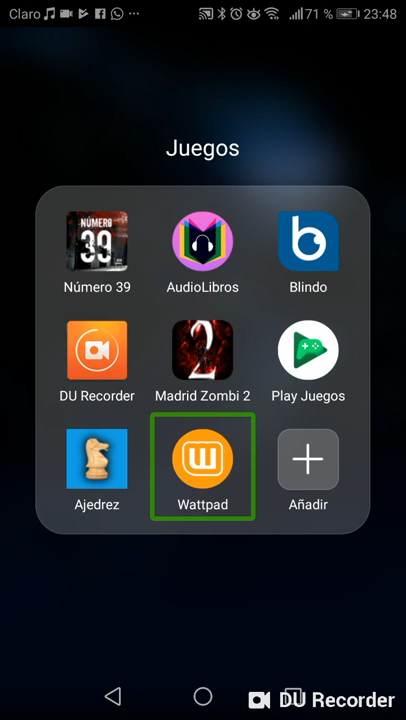 Claro ... 71 % 23:48
Juegos
NÚMERO
39
2
Número 39 AudioLibros Blindo
DU Recorder Madrid Zombi 2 Play Juegos
Ajedrez Wattpad Añadir
DU Recorder